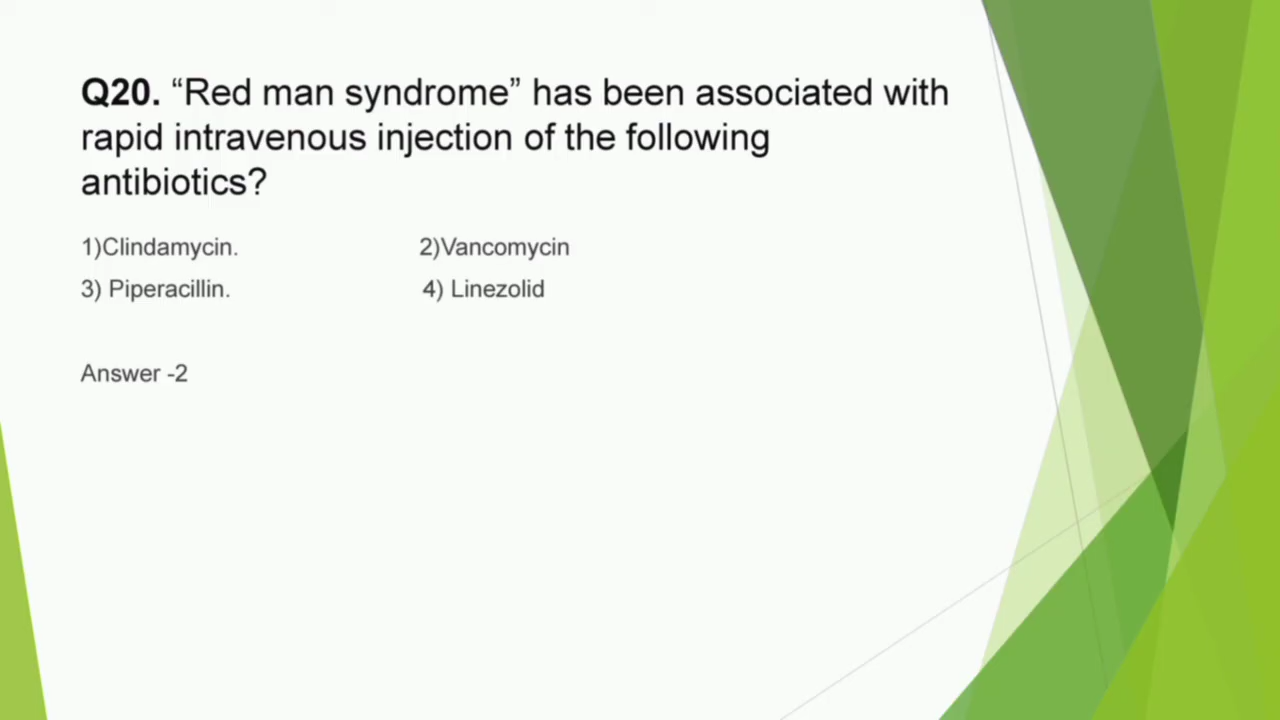 Q20. “Red man syndrome” has been associated with
rapid intravenous injection of the following
antibiotics?
1)Clindamycin. 2)Vancomycin
3) Piperacillin. 4) Linezolid
Answer -2